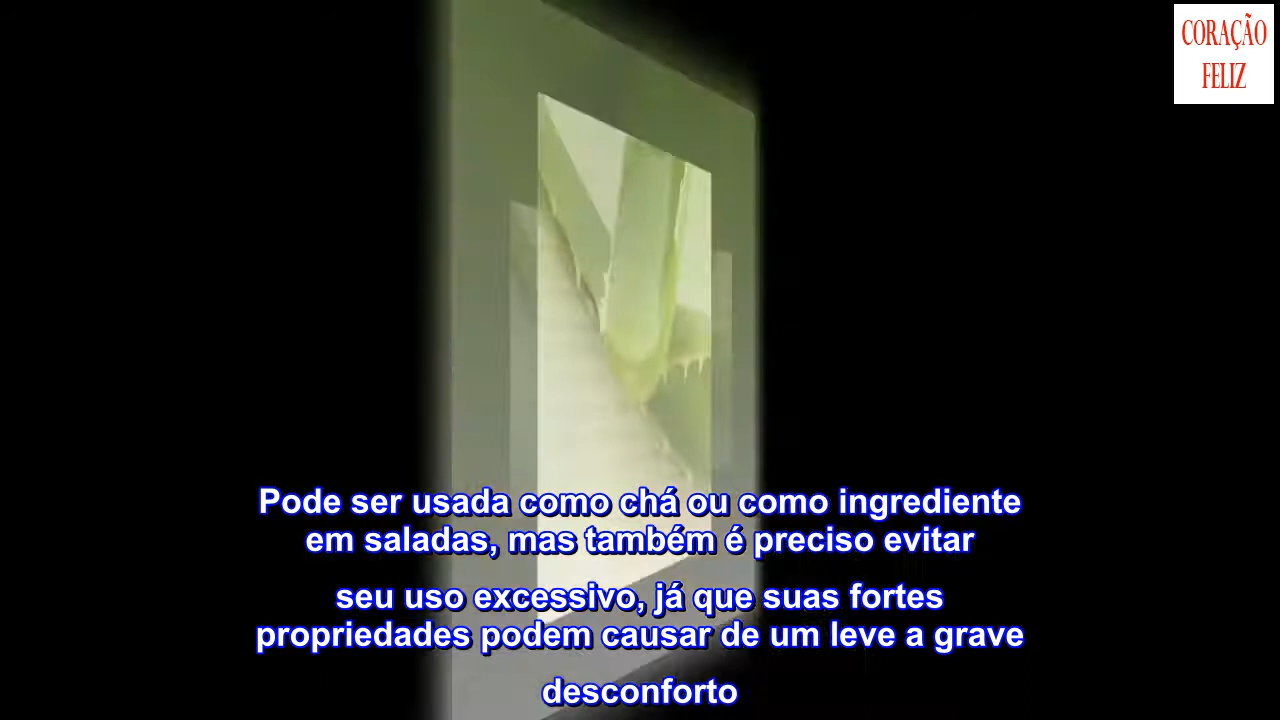 CORAÇÃO
FELIZ
Pode ser usada como chá ou como ingrediente
em saladas, mas também é preciso evitar
seu uso excessivo, já que suas fortes
propriedades podem causar de um leve a grave
desconforto